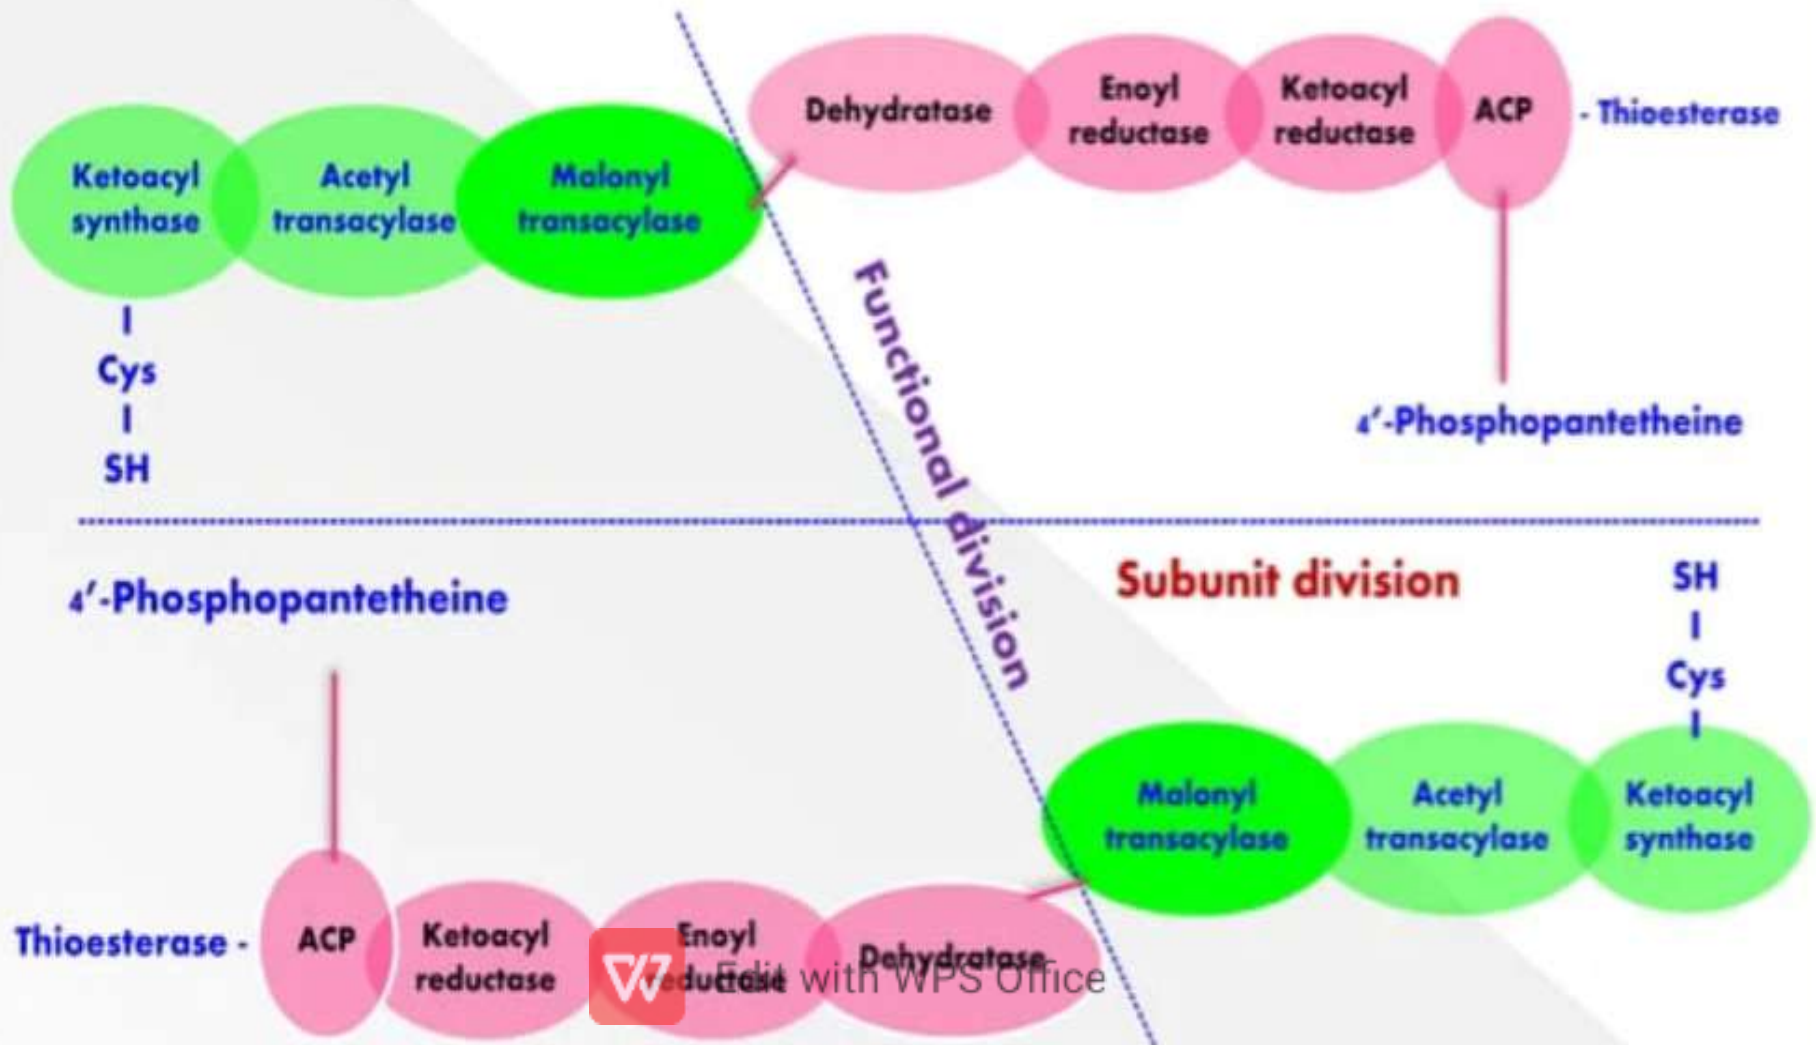 Dehydratase
Enoyl
reductase
Ketoacyl
reductase
ACP
- Thioesterase
Ketoacyl
synthase
Acetyl
transacylase
Malonyl
transacylase
Cys
SH
4′-Phosphopantetheine
Functional division
Subunit division
4′-Phosphopantetheine
SH
Cys
Malonyl
transacylase
Acetyl
transacylase
Ketoacyl
synthase
Thioesterase -
ACP
Ketoacyl
reductase
Enoyl
reductase
Dehydratase
Edit with WPS Office